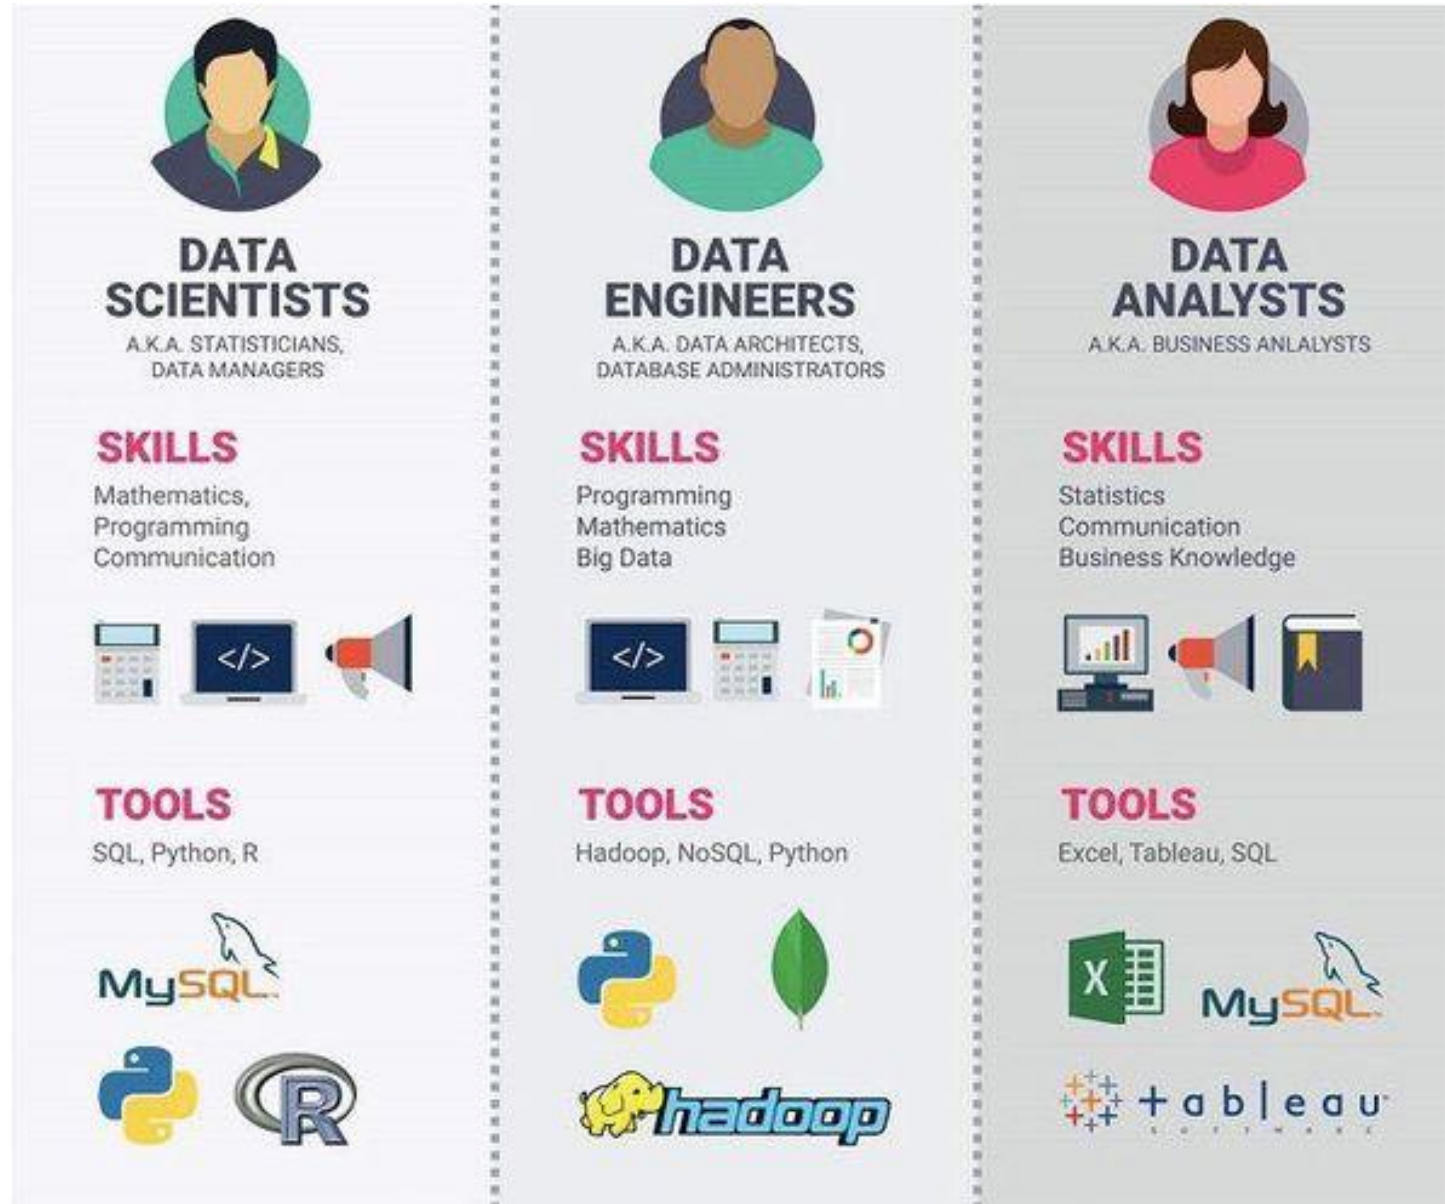 DATA
SCIENTISTS
A.K.A. STATISTICIANS,
DATA MANAGERS
SKILLS
Mathematics,
Programming
Communication
</>
TOOLS
SQL, Python, R
MySQL
R
DATA
ENGINEERS
A.K.A. DATA ARCHITECTS,
DATABASE ADMINISTRATORS
SKILLS
Programming
Mathematics
Big Data
</>
TOOLS
Hadoop, NoSQL, Python
hadoop
DATA
ANALYSTS
A.K.A. BUSINESS ANLALYSTS
SKILLS
Statistics
Communication
Business Knowledge
TOOLS
Excel, Tableau, SQL
X
MySQL
tableau
SOFTWARE